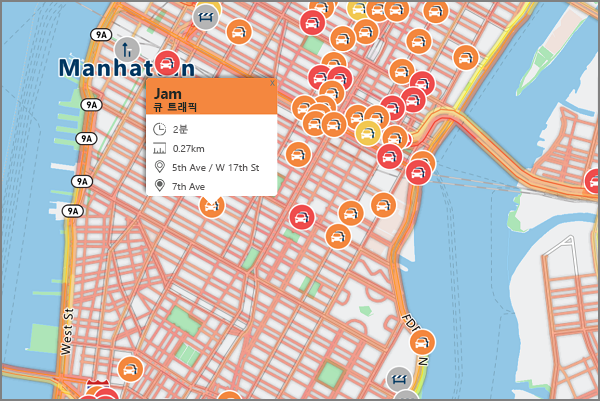 9A
Manhattan
Jam
x
큐 트래픽
2분
0.27km
5th Ave / W 17th St
7th Ave
9A
9A
9A
9A
West St
FD
N